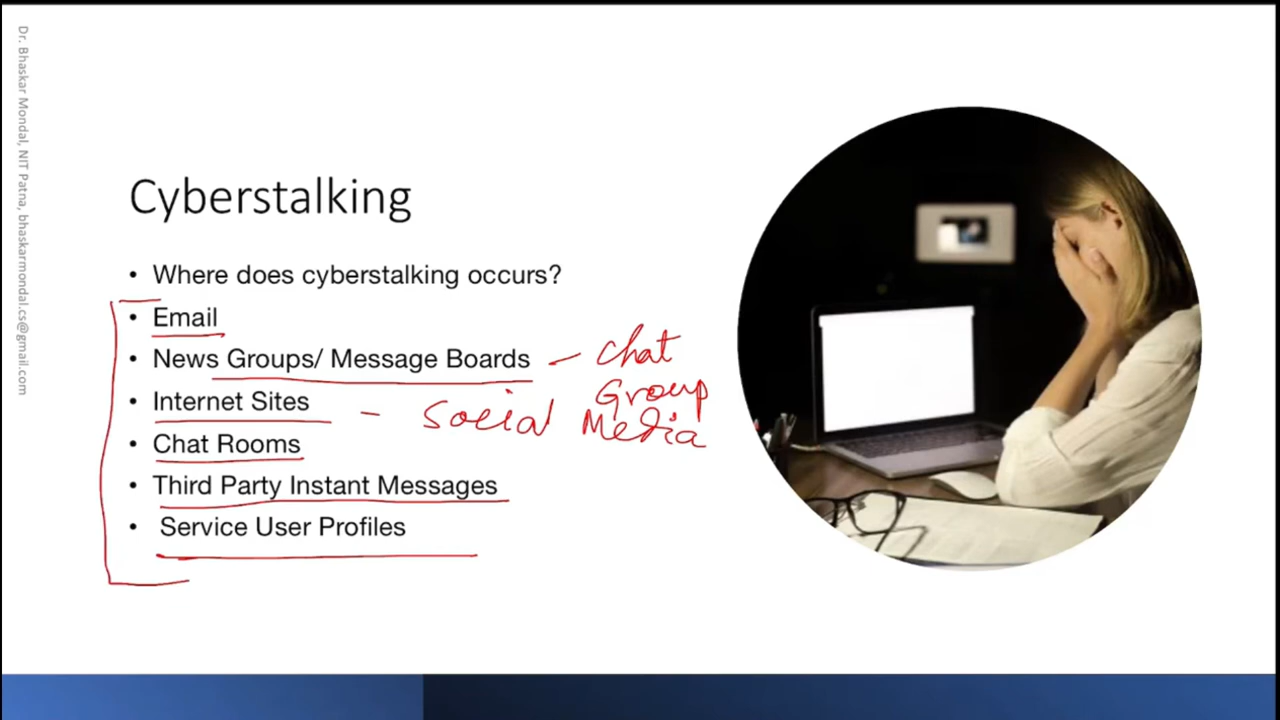 Dr. Bhaskar Mondal, NIT Patna, bhaskarmondal.cs@gmail.com
Cyberstalking
• Where does cyberstalking occurs?
• Email
• News Groups/ Message Boards – Chat Group
• Internet Sites – Social Media
• Chat Rooms
• Third Party Instant Messages
• Service User Profiles